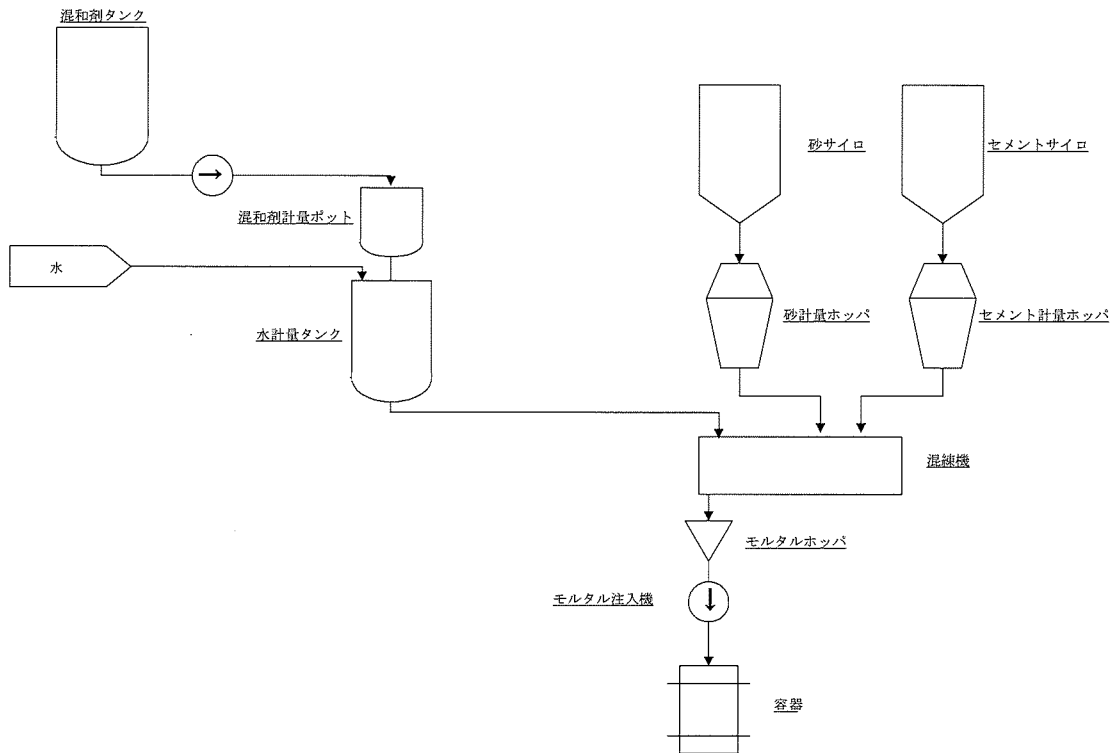 混和剤タンク
砂サイロ
セメントサイロ
混和剤計量ポット
水
水計量タンク
砂計量ホッパ
セメント計量ホッパ
混練機
モルタルホッパ
モルタル注入機
容器